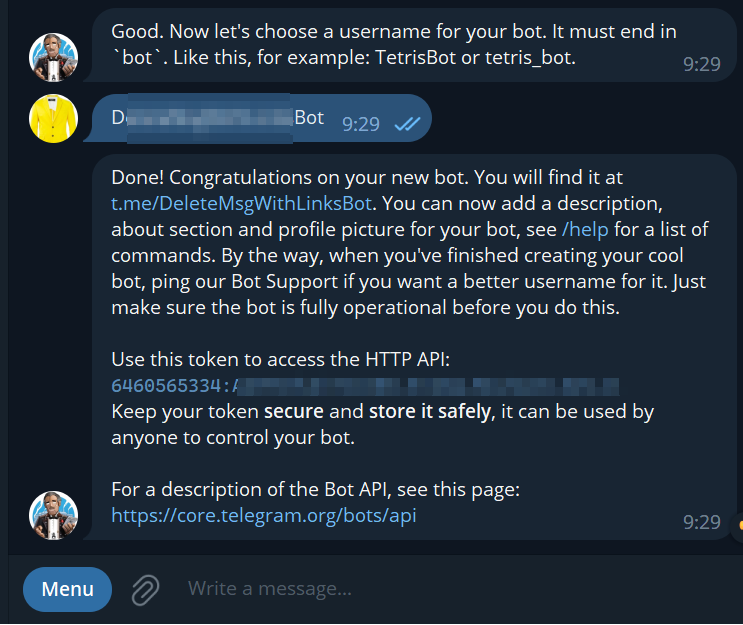 Good. Now let's choose a username for your bot. It must end in
`bot`. Like this, for example: TetrisBot or tetris_bot.
9:29
D Bot 9:29
Done! Congratulations on your new bot. You will find it at
t.me/DeleteMsgWithLinksBot. You can now add a description,
about section and profile picture for your bot, see /help for a list of
commands. By the way, when you've finished creating your cool
bot, ping our Bot Support if you want a better username for it. Just
make sure the bot is fully operational before you do this.
Use this token to access the HTTP API:
6460565334:
Keep your token secure and store it safely, it can be used by
anyone to control your bot.
For a description of the Bot API, see this page:
https://core.telegram.org/bots/api
9:29
Menu
Write a message...